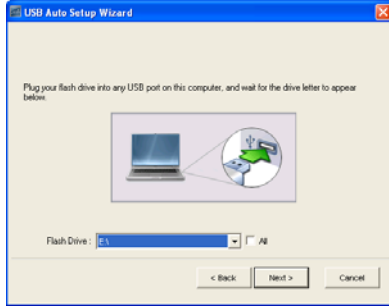 USB Auto Setup Wizard
Plug your flash drive into any USB port on this computer, and wait for the drive letter to appear
below.
Flash Drive : E:\ All
< Back Next > Cancel